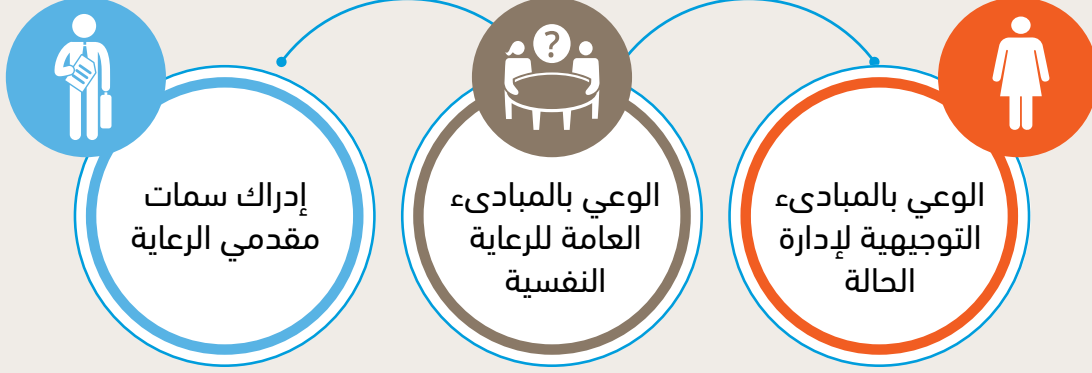 الوعي بالمبادىء
التوجيهية لإدارة
الحالة
الوعي بالمبادىء
العامة للرعاية
النفسية
إدراك سمات
مقدمي الرعاية
?